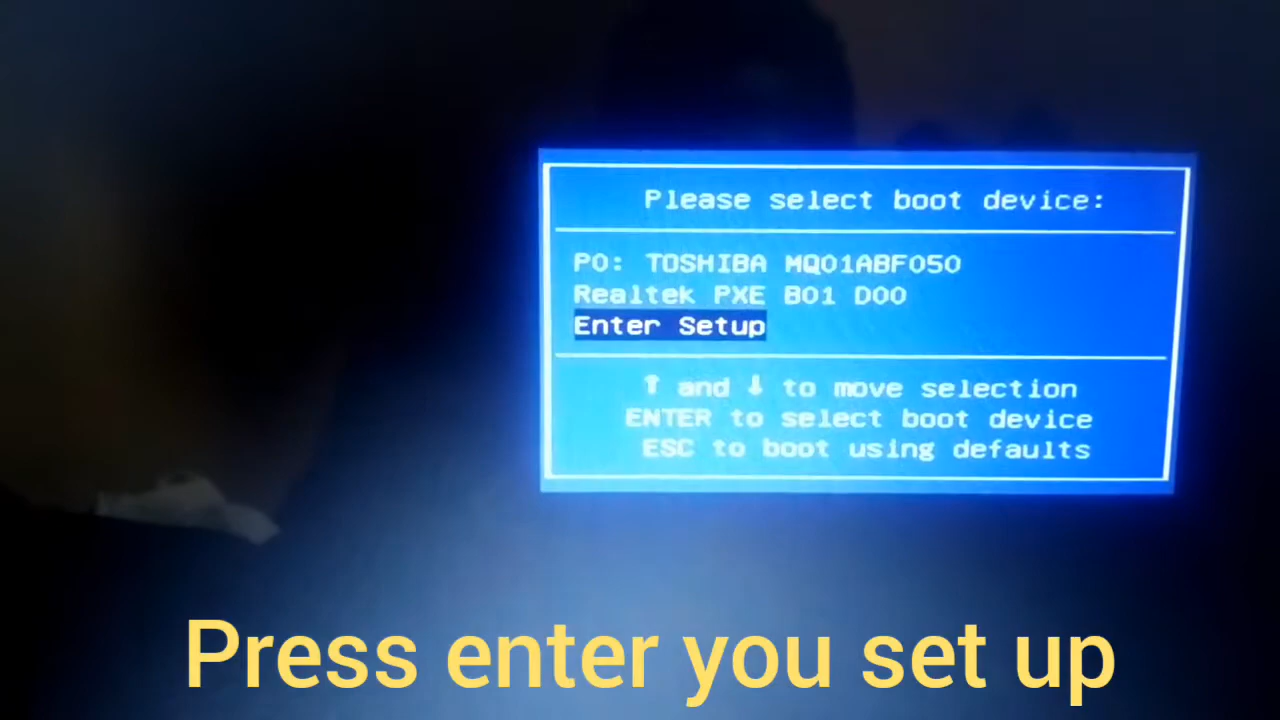 Please select boot device:
P0: TOSHIBA MQ01ABF050
Realtek PXE B01 D00
Enter Setup
↑ and ↓ to move selection
ENTER to select boot device
ESC to boot using defaults
Press enter you set up